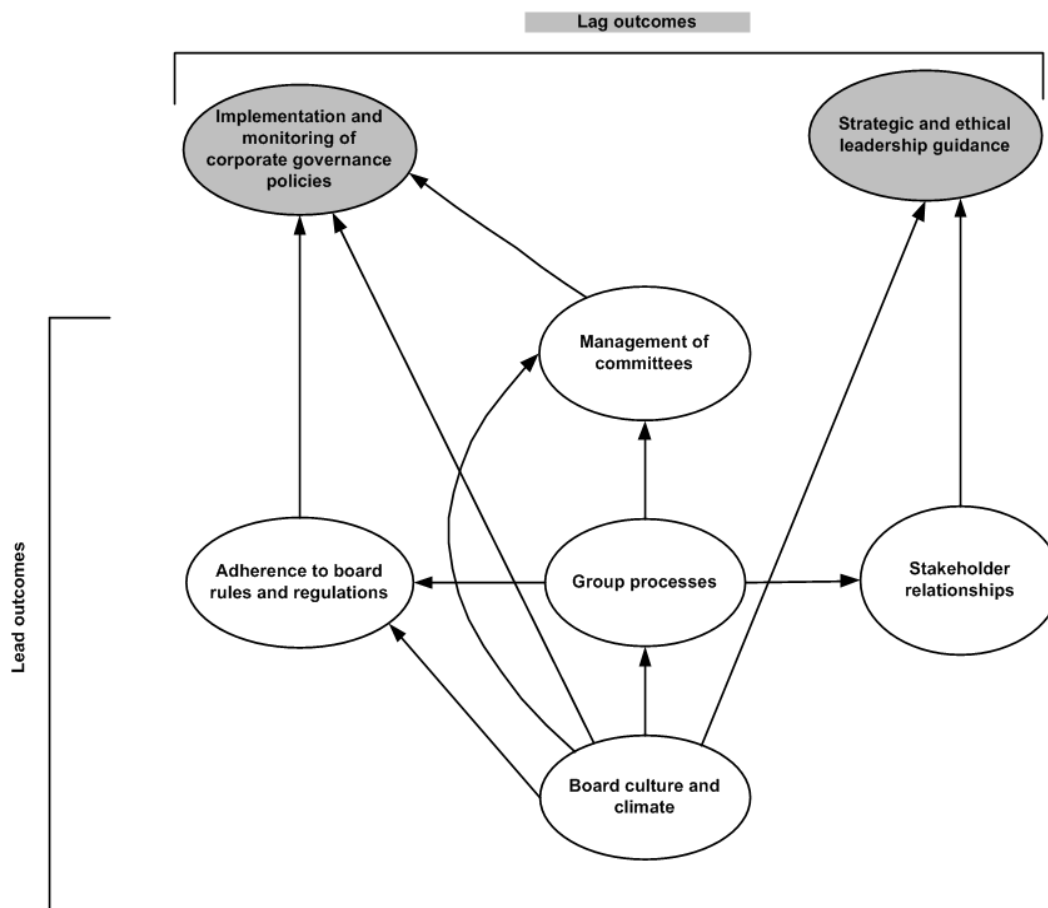 Lag outcomes
Implementation and
monitoring of
corporate governance
policies
Strategic and ethical
leadership guidance
Management of
committees
Adherence to board
rules and regulations
Group processes
Stakeholder
relationships
Board culture and
climate
Lead outcomes